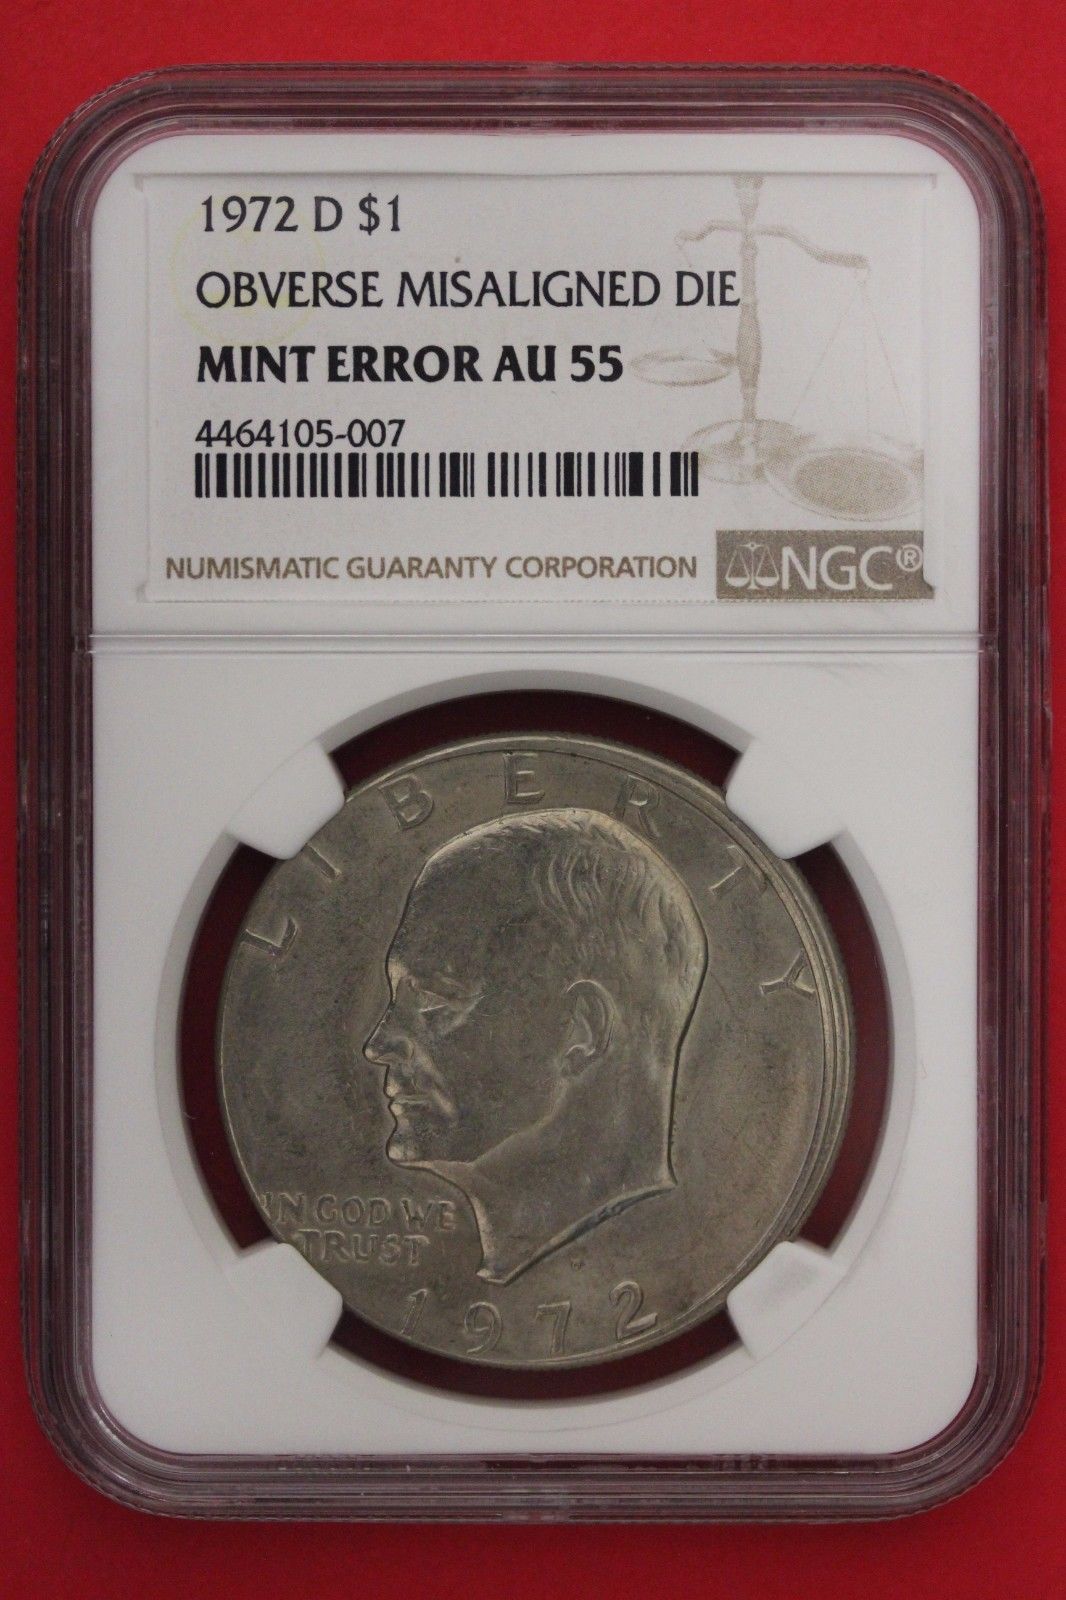 1972 D $1
OBVERSE MISALIGNED DIE
MINT ERROR AU 55
4464105-007
NUMISMATIC GUARANTY CORPORATION NGC®
LIBERTY
IN GOD WE
TRUST
D
1972